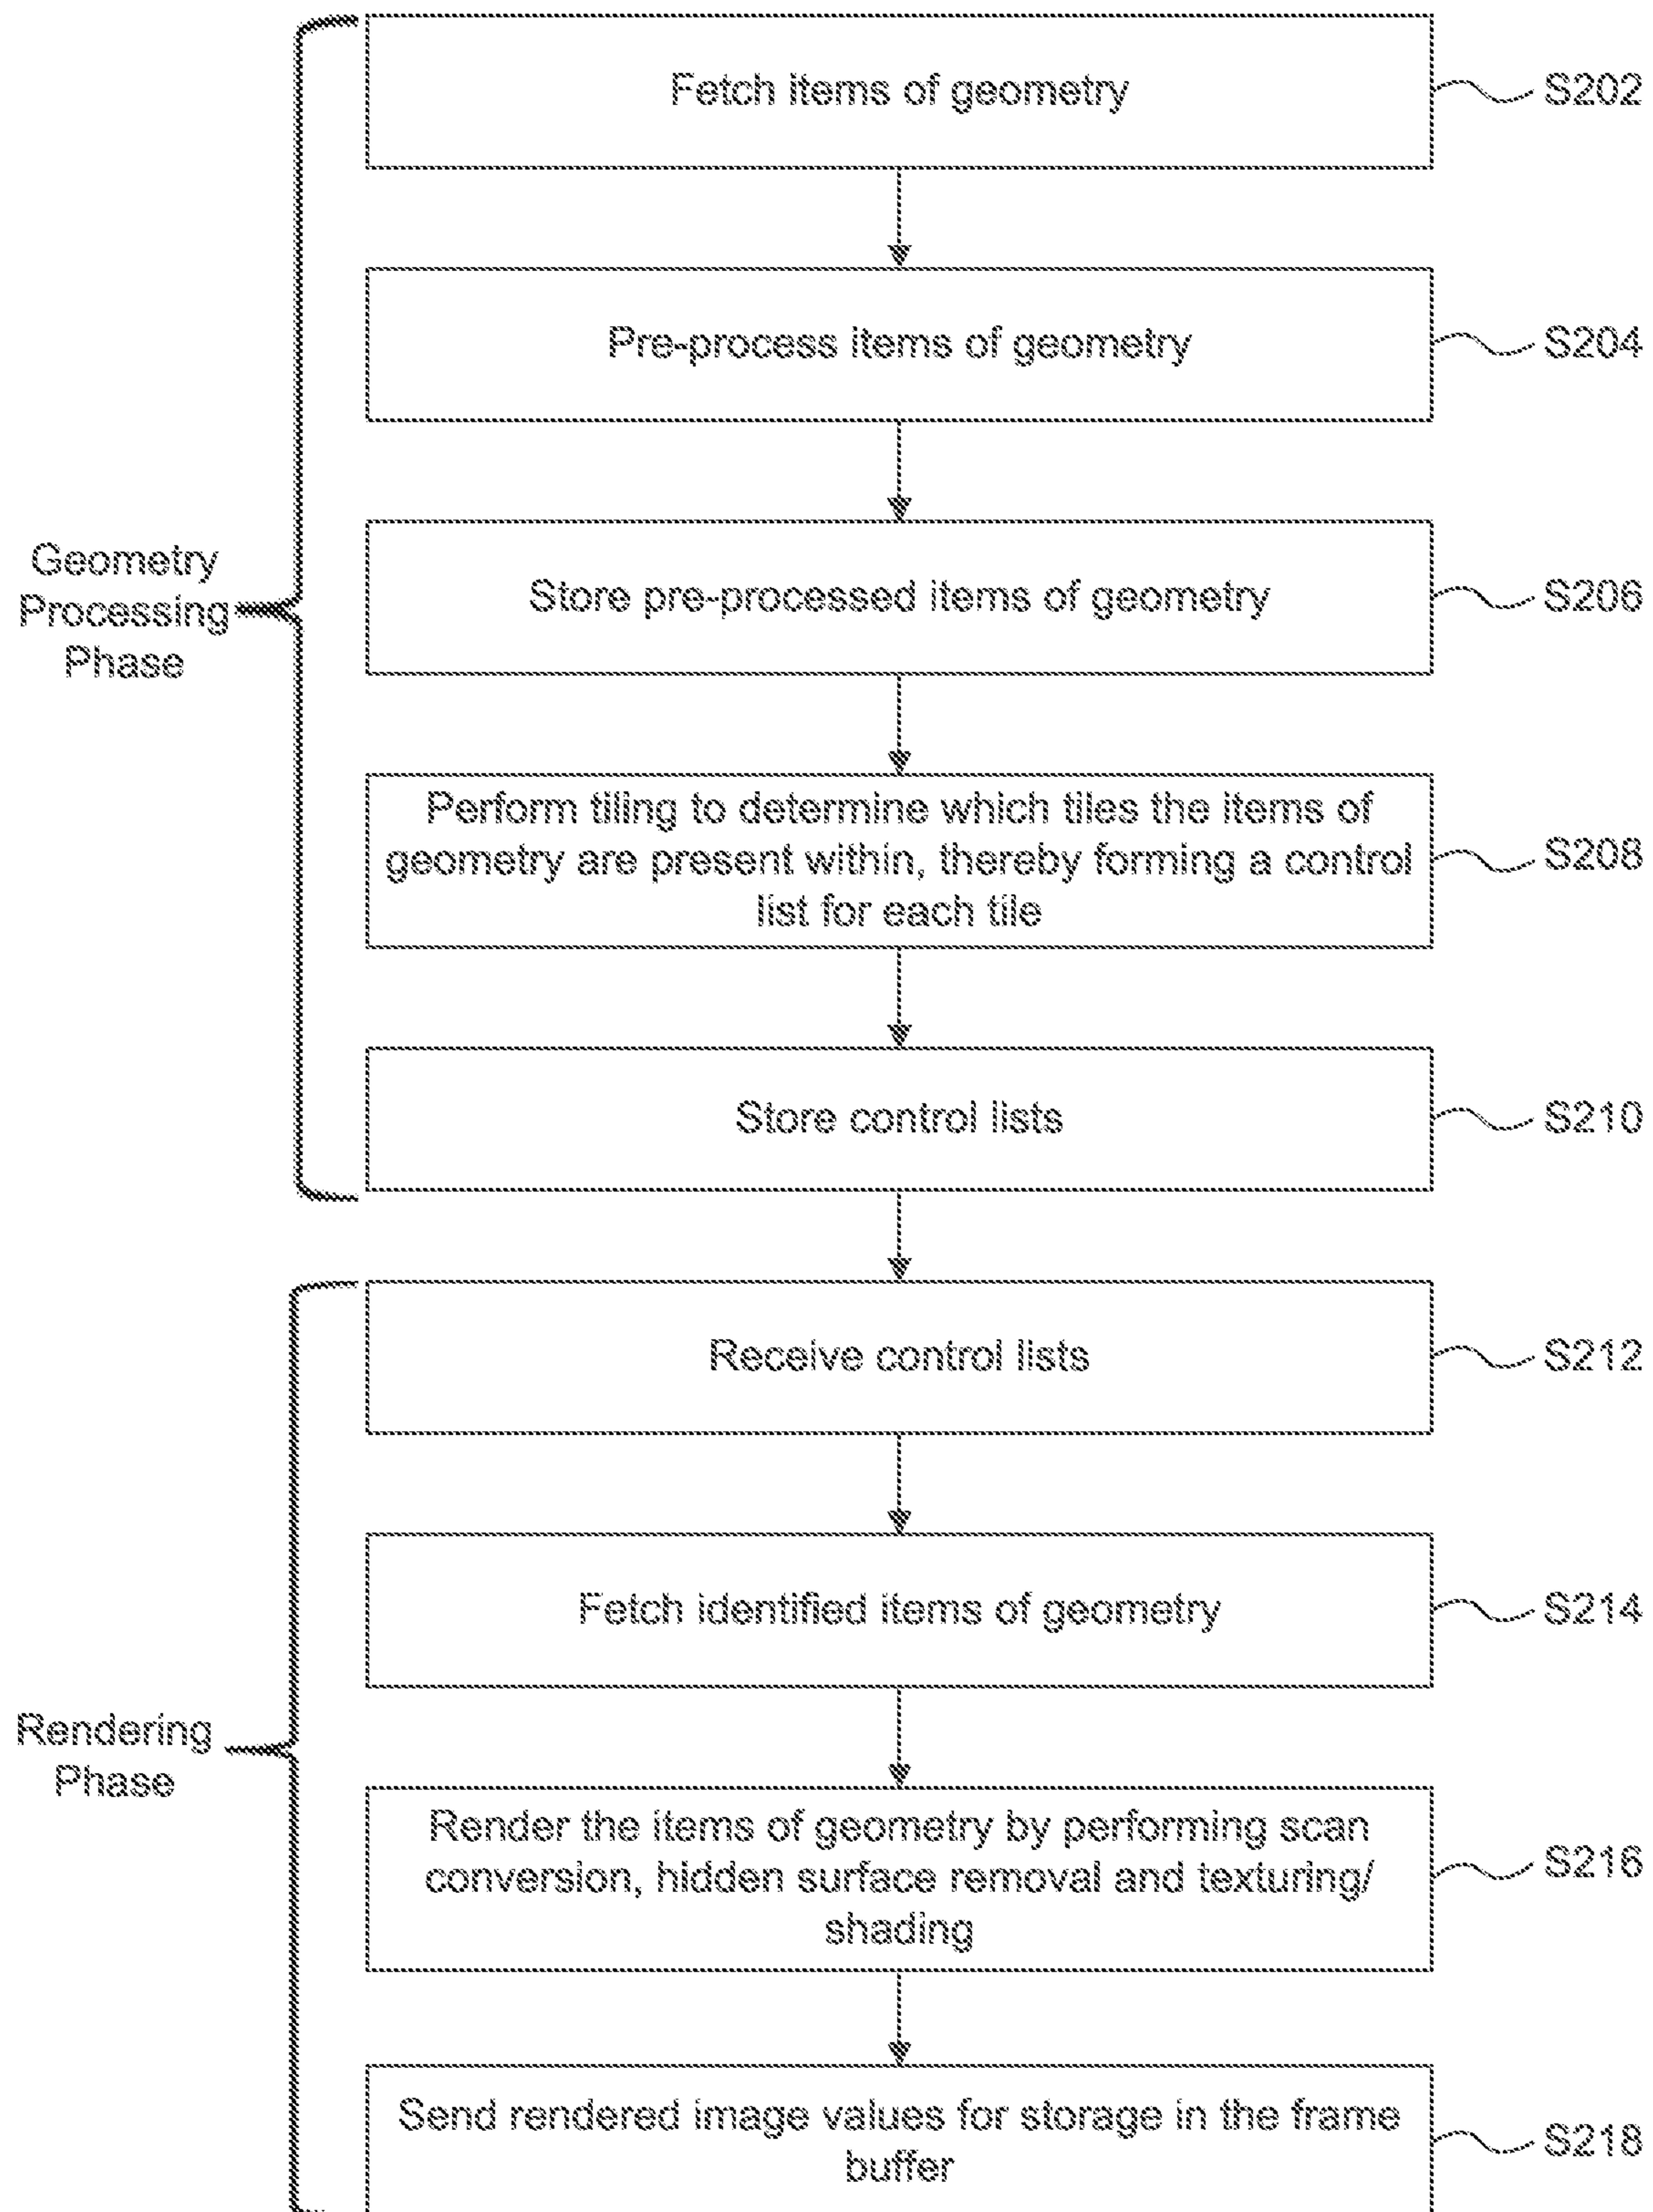 Fetch items of geometry
S202
Pre-process items of geometry
S204
Geometry
Processing
Phase
Store pre-processed items of geometry
S206
Perform tiling to determine which tiles the items of
geometry are present within, thereby forming a control
list for each tile
S208
Store control lists
S210
Receive control lists
S212
Fetch identified items of geometry
S214
Rendering
Phase
Render the items of geometry by performing scan
conversion, hidden surface removal and texturing/
shading
S216
Send rendered image values for storage in the frame
buffer
S218